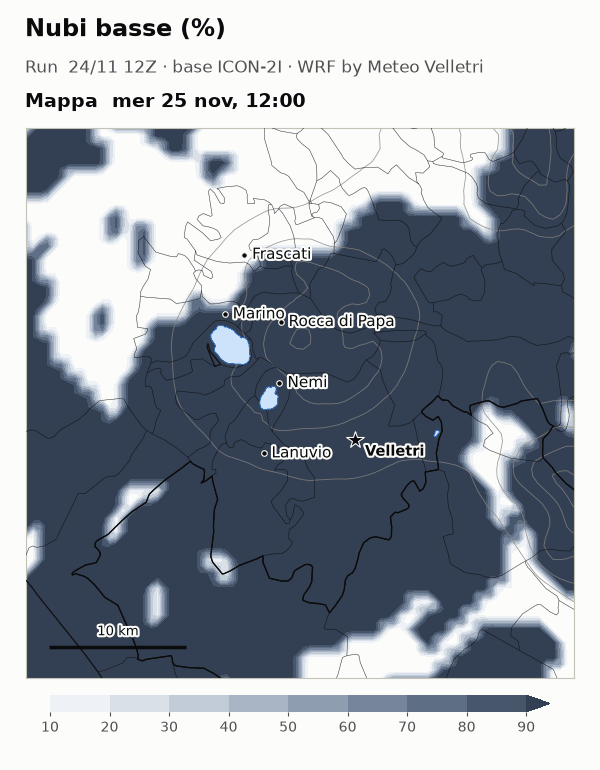 Nubi basse (%)
Run  24/11 12Z · base ICON-2I · WRF by Meteo Velletri
Mappa  mer 25 nov, 12:00
Frascati
Marino
Rocca di Papa
Nemi
Velletri
Lanuvio
10 km
10 20 30 40 50 60 70 80 90